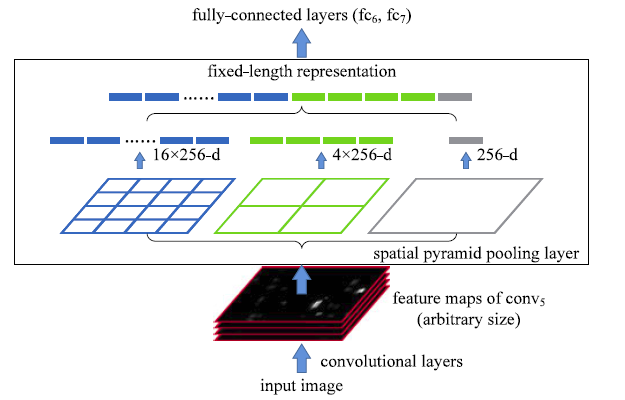 fully-connected layers (fc₆, fc₇)
fixed-length representation
......
......
16×256-d
4×256-d
256-d
spatial pyramid pooling layer
feature maps of conv₅
(arbitrary size)
convolutional layers
input image